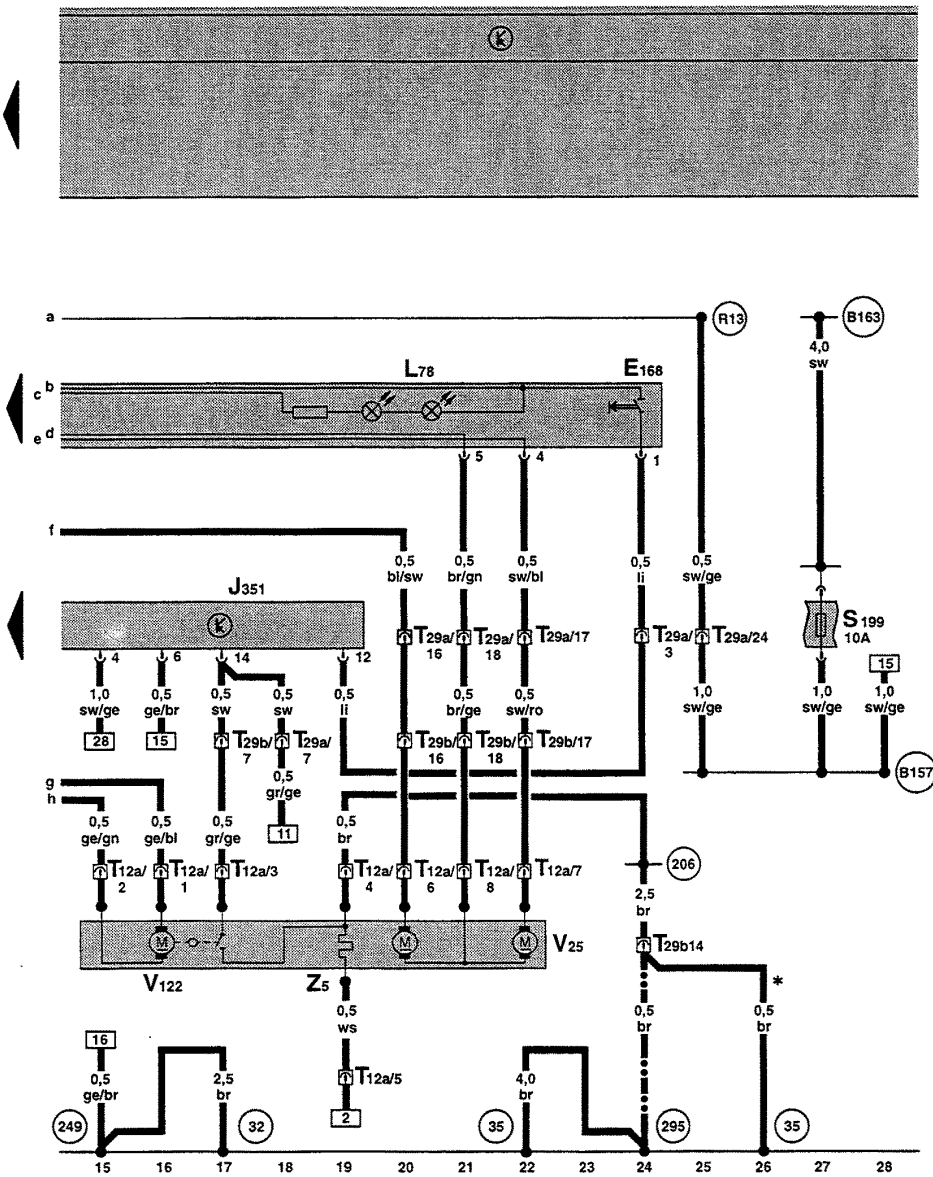 a
R13
B163
4,0
sw
L78
E168
b
c
d
e
5
4
1
f
0,5
bl/sw
0,5
br/gn
0,5
sw/bl
0,5
li
0,5
sw/ge
J351
S199
10A
T29a/
16
T29a/
18
T29a/17
T29a/
3
T29a/24
4
6
14
12
15
1,0
sw/ge
0,5
ge/br
0,5
sw
0,5
sw
0,5
li
0,5
br/ge
0,5
sw/ro
1,0
sw/ge
1,0
sw/ge
1,0
sw/ge
28
15
T29b/
7
T29a/
7
T29b/
16
T29b/
18
T29b/17
B157
g
h
0,5
gr/ge
11
0,5
ge/gn
0,5
ge/bl
0,5
gr/ge
0,5
br
206
T12a/
2
T12a/
1
T12a/3
T12a/
4
T12a/
6
T12a/
8
T12a/7
2,5
br
M
M
M
V25
T29b14
V122
Z5
*
0,5
ws
0,5
br
0,5
br
16
0,5
ge/br
2,5
br
T12a/5
2
4,0
br
249
32
35
295
35
15 16 17 18 19 20 21 22 23 24 25 26 27 28